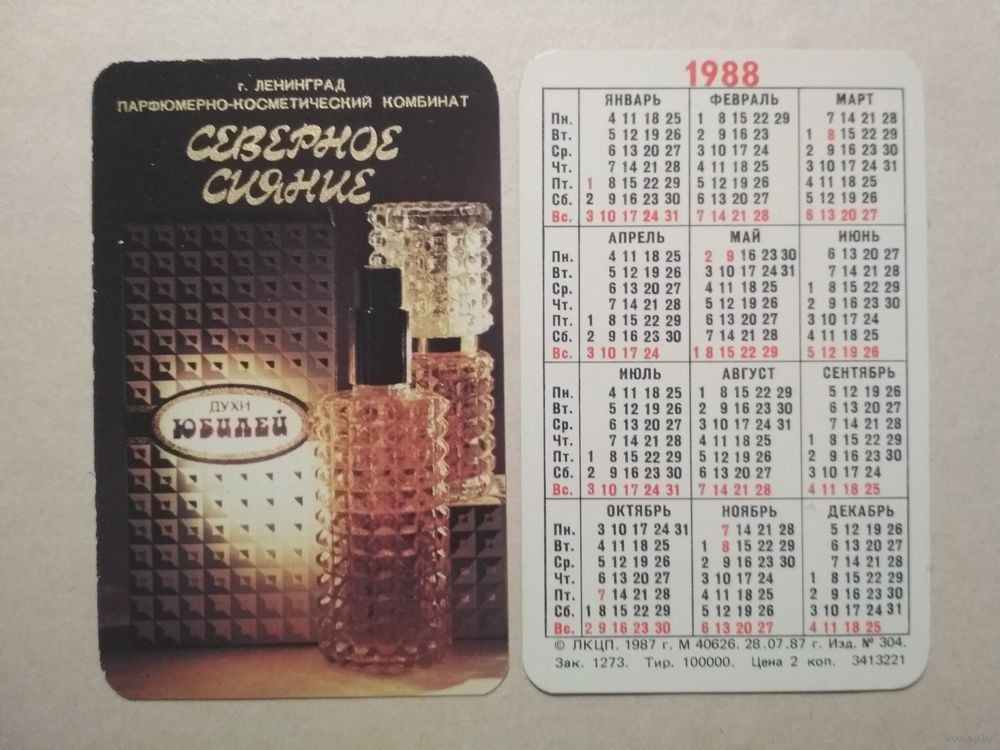 г. ЛЕНИНГРАД
ПАРФЮМЕРНО-КОСМЕТИЧЕСКИЙ КОМБИНАТ
СЕВЕРНОЕ
СИЯНИЕ
ДУХИ
ЮБИЛЕЙ
1988
ЯНВАРЬ ФЕВРАЛЬ МАРТ
Пн. 4 11 18 25 1 8 15 22 29 7 14 21 28
Вт. 5 12 19 26 2 9 16 23 1 8 15 22 29
Ср. 6 13 20 27 3 10 17 24 2 9 16 23 30
Чт. 7 14 21 28 4 11 18 25 3 10 17 24 31
Пт. 1 8 15 22 29 5 12 19 26 4 11 18 25
Сб. 2 9 16 23 30 6 13 20 27 5 12 19 26
Вс. 3 10 17 24 31 7 14 21 28 6 13 20 27
АПРЕЛЬ МАЙ ИЮНЬ
Пн. 4 11 18 25 2 9 16 23 30 6 13 20 27
Вт. 5 12 19 26 3 10 17 24 31 7 14 21 28
Ср. 6 13 20 27 4 11 18 25 1 8 15 22 29
Чт. 7 14 21 28 5 12 19 26 2 9 16 23 30
Пт. 1 8 15 22 29 6 13 20 27 3 10 17 24
Сб. 2 9 16 23 30 7 14 21 28 4 11 18 25
Вс. 3 10 17 24 1 8 15 22 29 5 12 19 26
ИЮЛЬ АВГУСТ СЕНТЯБРЬ
Пн. 4 11 18 25 1 8 15 22 29 5 12 19 26
Вт. 5 12 19 26 2 9 16 23 30 6 13 20 27
Ср. 6 13 20 27 3 10 17 24 31 7 14 21 28
Чт. 7 14 21 28 4 11 18 25 1 8 15 22 29
Пт. 1 8 15 22 29 5 12 19 26 2 9 16 23 30
Сб. 2 9 16 23 30 6 13 20 27 3 10 17 24
Вс. 3 10 17 24 31 7 14 21 28 4 11 18 25
ОКТЯБРЬ НОЯБРЬ ДЕКАБРЬ
Пн. 3 10 17 24 31 7 14 21 28 5 12 19 26
Вт. 4 11 18 25 1 8 15 22 29 6 13 20 27
Ср. 5 12 19 26 2 9 16 23 30 7 14 21 28
Чт. 6 13 20 27 3 10 17 24 1 8 15 22 29
Пт. 7 14 21 28 4 11 18 25 2 9 16 23 30
Сб. 1 8 15 22 29 5 12 19 26 3 10 17 24 31
Вс. 2 9 16 23 30 6 13 20 27 4 11 18 25
© ЛКЦП. 1987 г. М 40626. 28.07.87 г. Изд. № 304.
Зак. 1273. Тир. 100000. Цена 2 коп. 3413221
www.ay.by